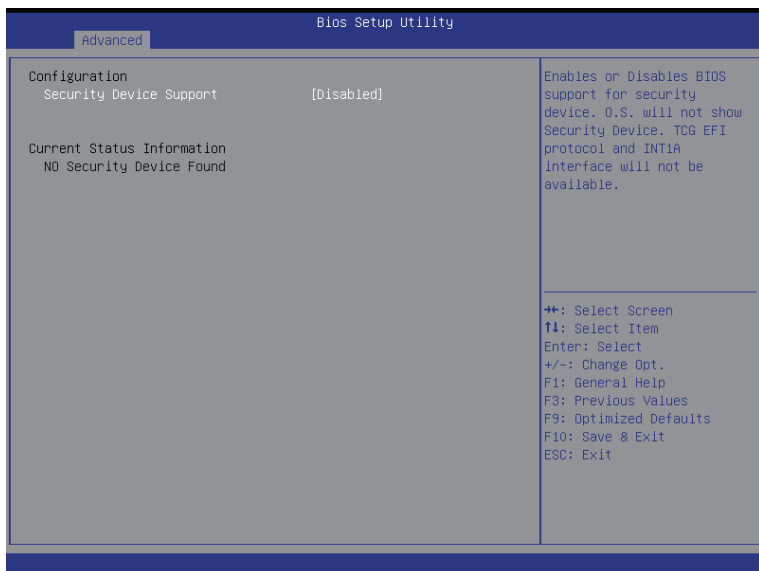 Bios Setup Utility
Advanced
Configuration
Security Device Support [Disabled]
Current Status Information
NO Security Device Found
Enables or Disables BIOS
support for security
device. O.S. will not show
Security Device. TCG EFI
protocol and INT1A
interface will not be
available.
→←: Select Screen
↑↓: Select Item
Enter: Select
+/-: Change Opt.
F1: General Help
F3: Previous Values
F9: Optimized Defaults
F10: Save & Exit
ESC: Exit